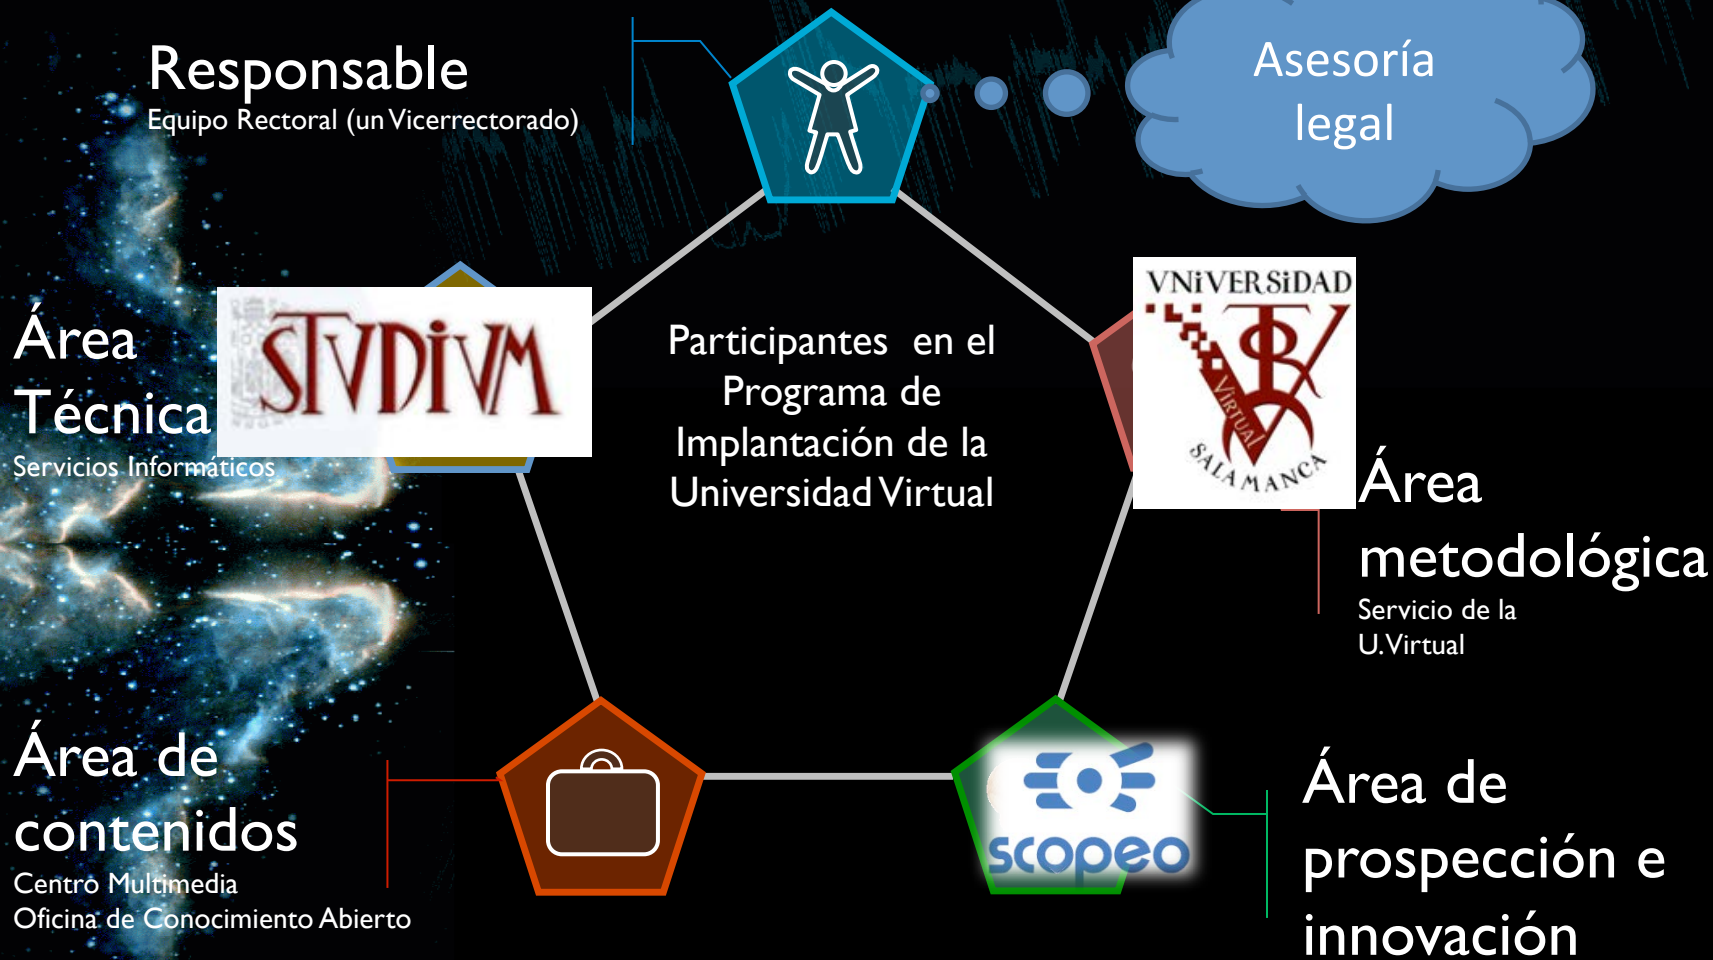 Responsable
Equipo Rectoral (un Vicerrectorado)
Asesoría
legal
Área
Técnica
Servicios Informáticos
STVDIVM
Participantes en el
Programa de
Implantación de la
Universidad Virtual
VNiVERSiDAD
VIRTUAL
SALAMANCA
Área
metodológica
Servicio de la
U.Virtual
Área de
contenidos
Centro Multimedia
Oficina de Conocimiento Abierto
scopeo
Área de
prospección e
innovación